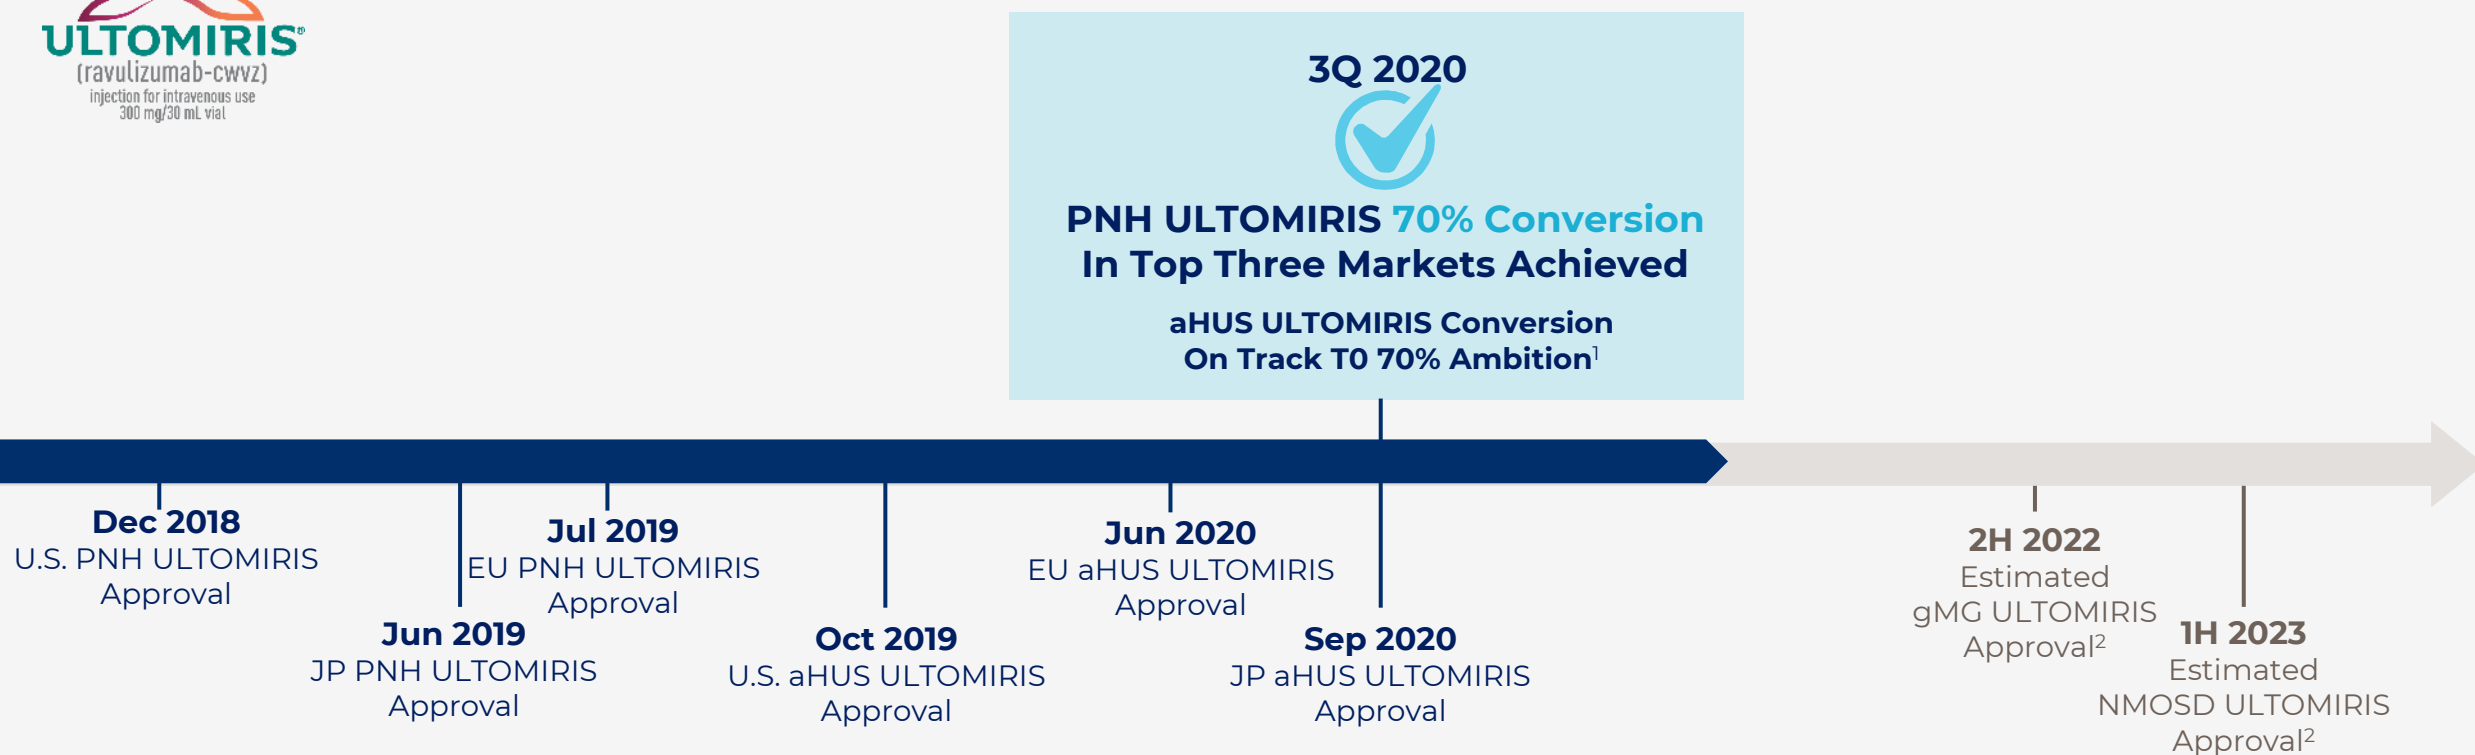 ULTOMIRIS®
(ravulizumab-cwvz)
injection for intravenous use
300 mg/30 mL vial
3Q 2020
PNH ULTOMIRIS 70% Conversion
In Top Three Markets Achieved
aHUS ULTOMIRIS Conversion
On Track T0 70% Ambition¹
Dec 2018
U.S. PNH ULTOMIRIS
Approval
Jun 2019
JP PNH ULTOMIRIS
Approval
Jul 2019
EU PNH ULTOMIRIS
Approval
Oct 2019
U.S. aHUS ULTOMIRIS
Approval
Jun 2020
EU aHUS ULTOMIRIS
Approval
Sep 2020
JP aHUS ULTOMIRIS
Approval
2H 2022
Estimated
gMG ULTOMIRIS
Approval²
1H 2023
Estimated
NMOSD ULTOMIRIS
Approval²